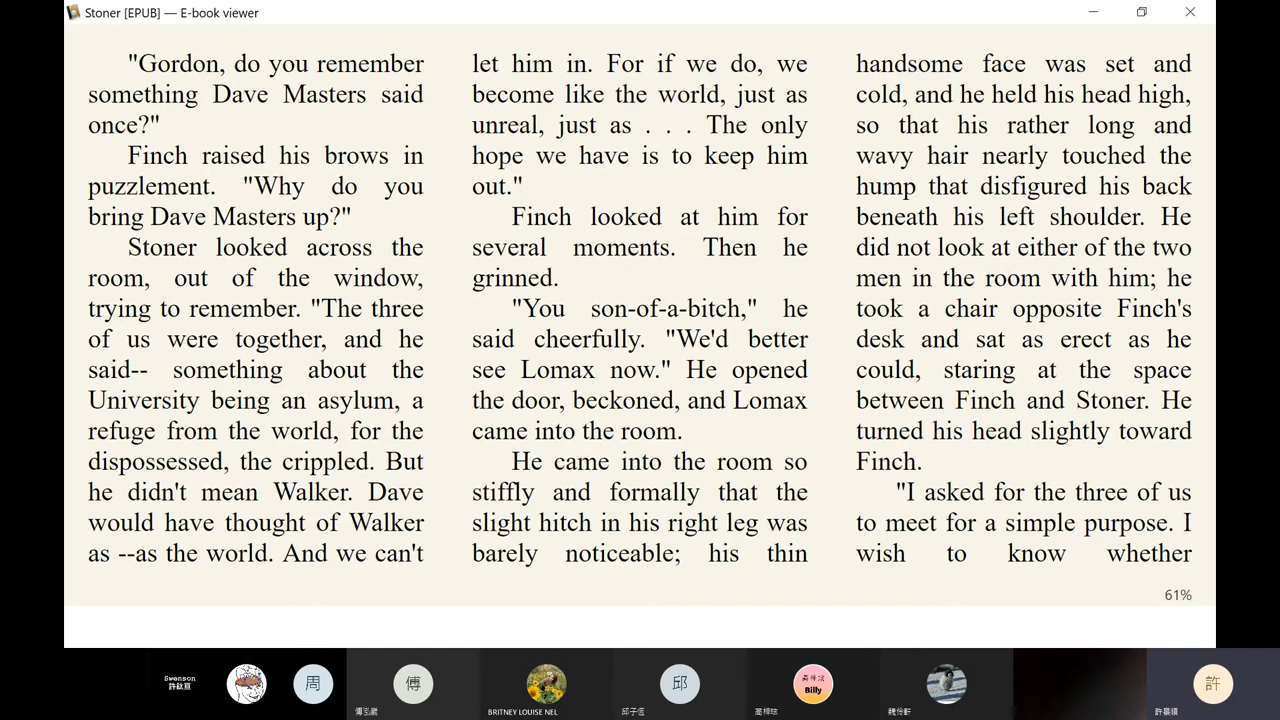 Stoner [EPUB] — E-book viewer
"Gordon, do you remember
something Dave Masters said
once?"
Finch raised his brows in
puzzlement. "Why do you
bring Dave Masters up?"
Stoner looked across the
room, out of the window,
trying to remember. "The three
of us were together, and he
said-- something about the
University being an asylum, a
refuge from the world, for the
dispossessed, the crippled. But
he didn't mean Walker. Dave
would have thought of Walker
as --as the world. And we can't
let him in. For if we do, we
become like the world, just as
unreal, just as . . . The only
hope we have is to keep him
out."
Finch looked at him for
several moments. Then he
grinned.
"You son-of-a-bitch," he
said cheerfully. "We'd better
see Lomax now." He opened
the door, beckoned, and Lomax
came into the room.
He came into the room so
stiffly and formally that the
slight hitch in his right leg was
barely noticeable; his thin
handsome face was set and
cold, and he held his head high,
so that his rather long and
wavy hair nearly touched the
hump that disfigured his back
beneath his left shoulder. He
did not look at either of the two
men in the room with him; he
took a chair opposite Finch's
desk and sat as erect as he
could, staring at the space
between Finch and Stoner. He
turned his head slightly toward
Finch.
"I asked for the three of us
to meet for a simple purpose. I
wish to know whether
61%
Swenson
周
傅
BRITNEY LOUISE NEL
邱
Billy
許